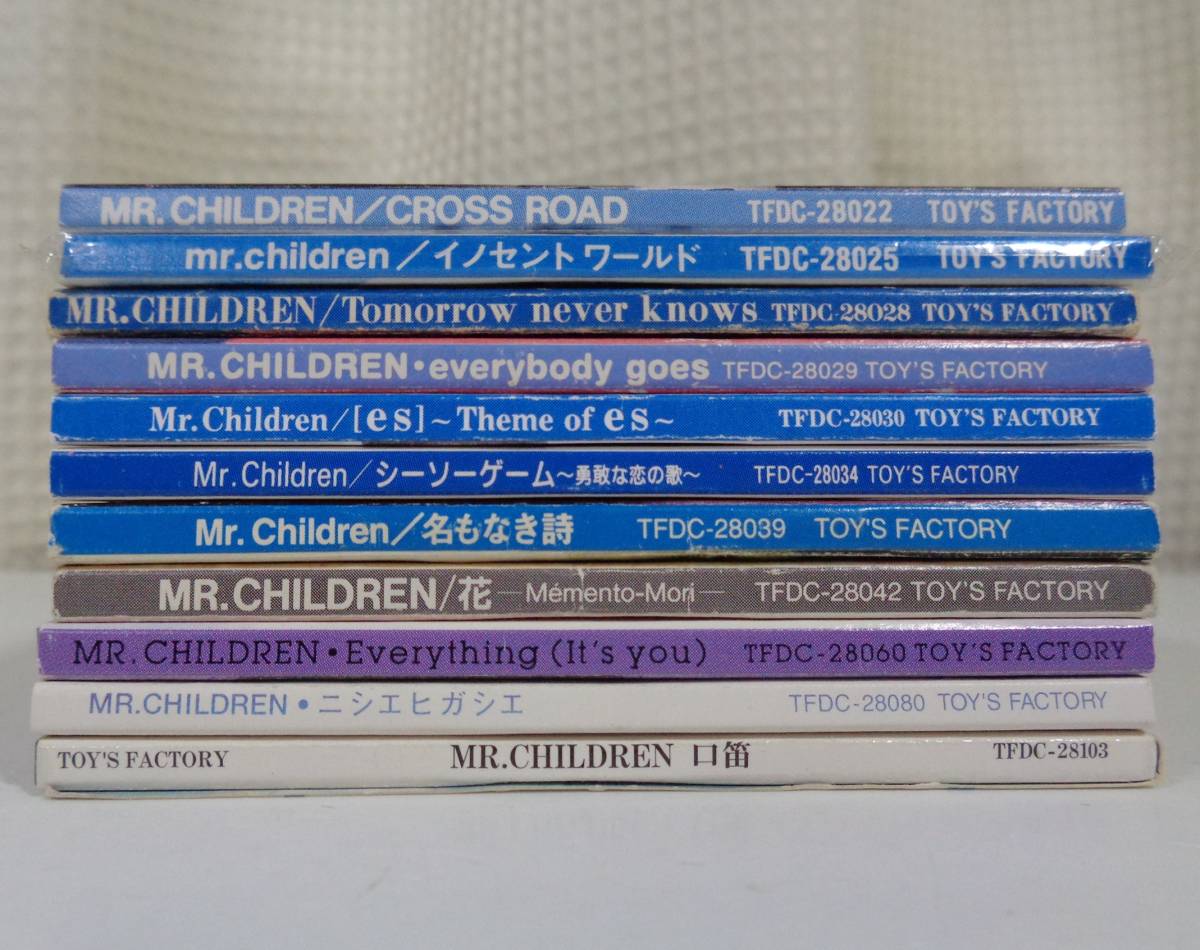 MR. CHILDREN／CROSS ROAD TFDC-28022 TOY'S FACTORY
mr.children／イノセント ワールド TFDC-28025 TOY'S FACTORY
MR.CHILDREN/Tomorrow never knows TFDC-28028 TOY'S FACTORY
MR.CHILDREN・everybody goes TFDC-28029 TOY'S FACTORY
Mr.Children/[es]~Theme of es~ TFDC-28030 TOY'S FACTORY
Mr.Children／シーソーゲーム～勇敢な恋の歌～ TFDC-28034 TOY'S FACTORY
Mr.Children／名もなき詩 TFDC-28039 TOY'S FACTORY
MR.CHILDREN/花 —Mémento-Mori— TFDC-28042 TOY'S FACTORY
MR.CHILDREN・Everything (It's you) TFDC-28060 TOY'S FACTORY
MR.CHILDREN・ニシエヒガシエ TFDC-28080 TOY'S FACTORY
TOY'S FACTORY MR.CHILDREN 口笛 TFDC-28103